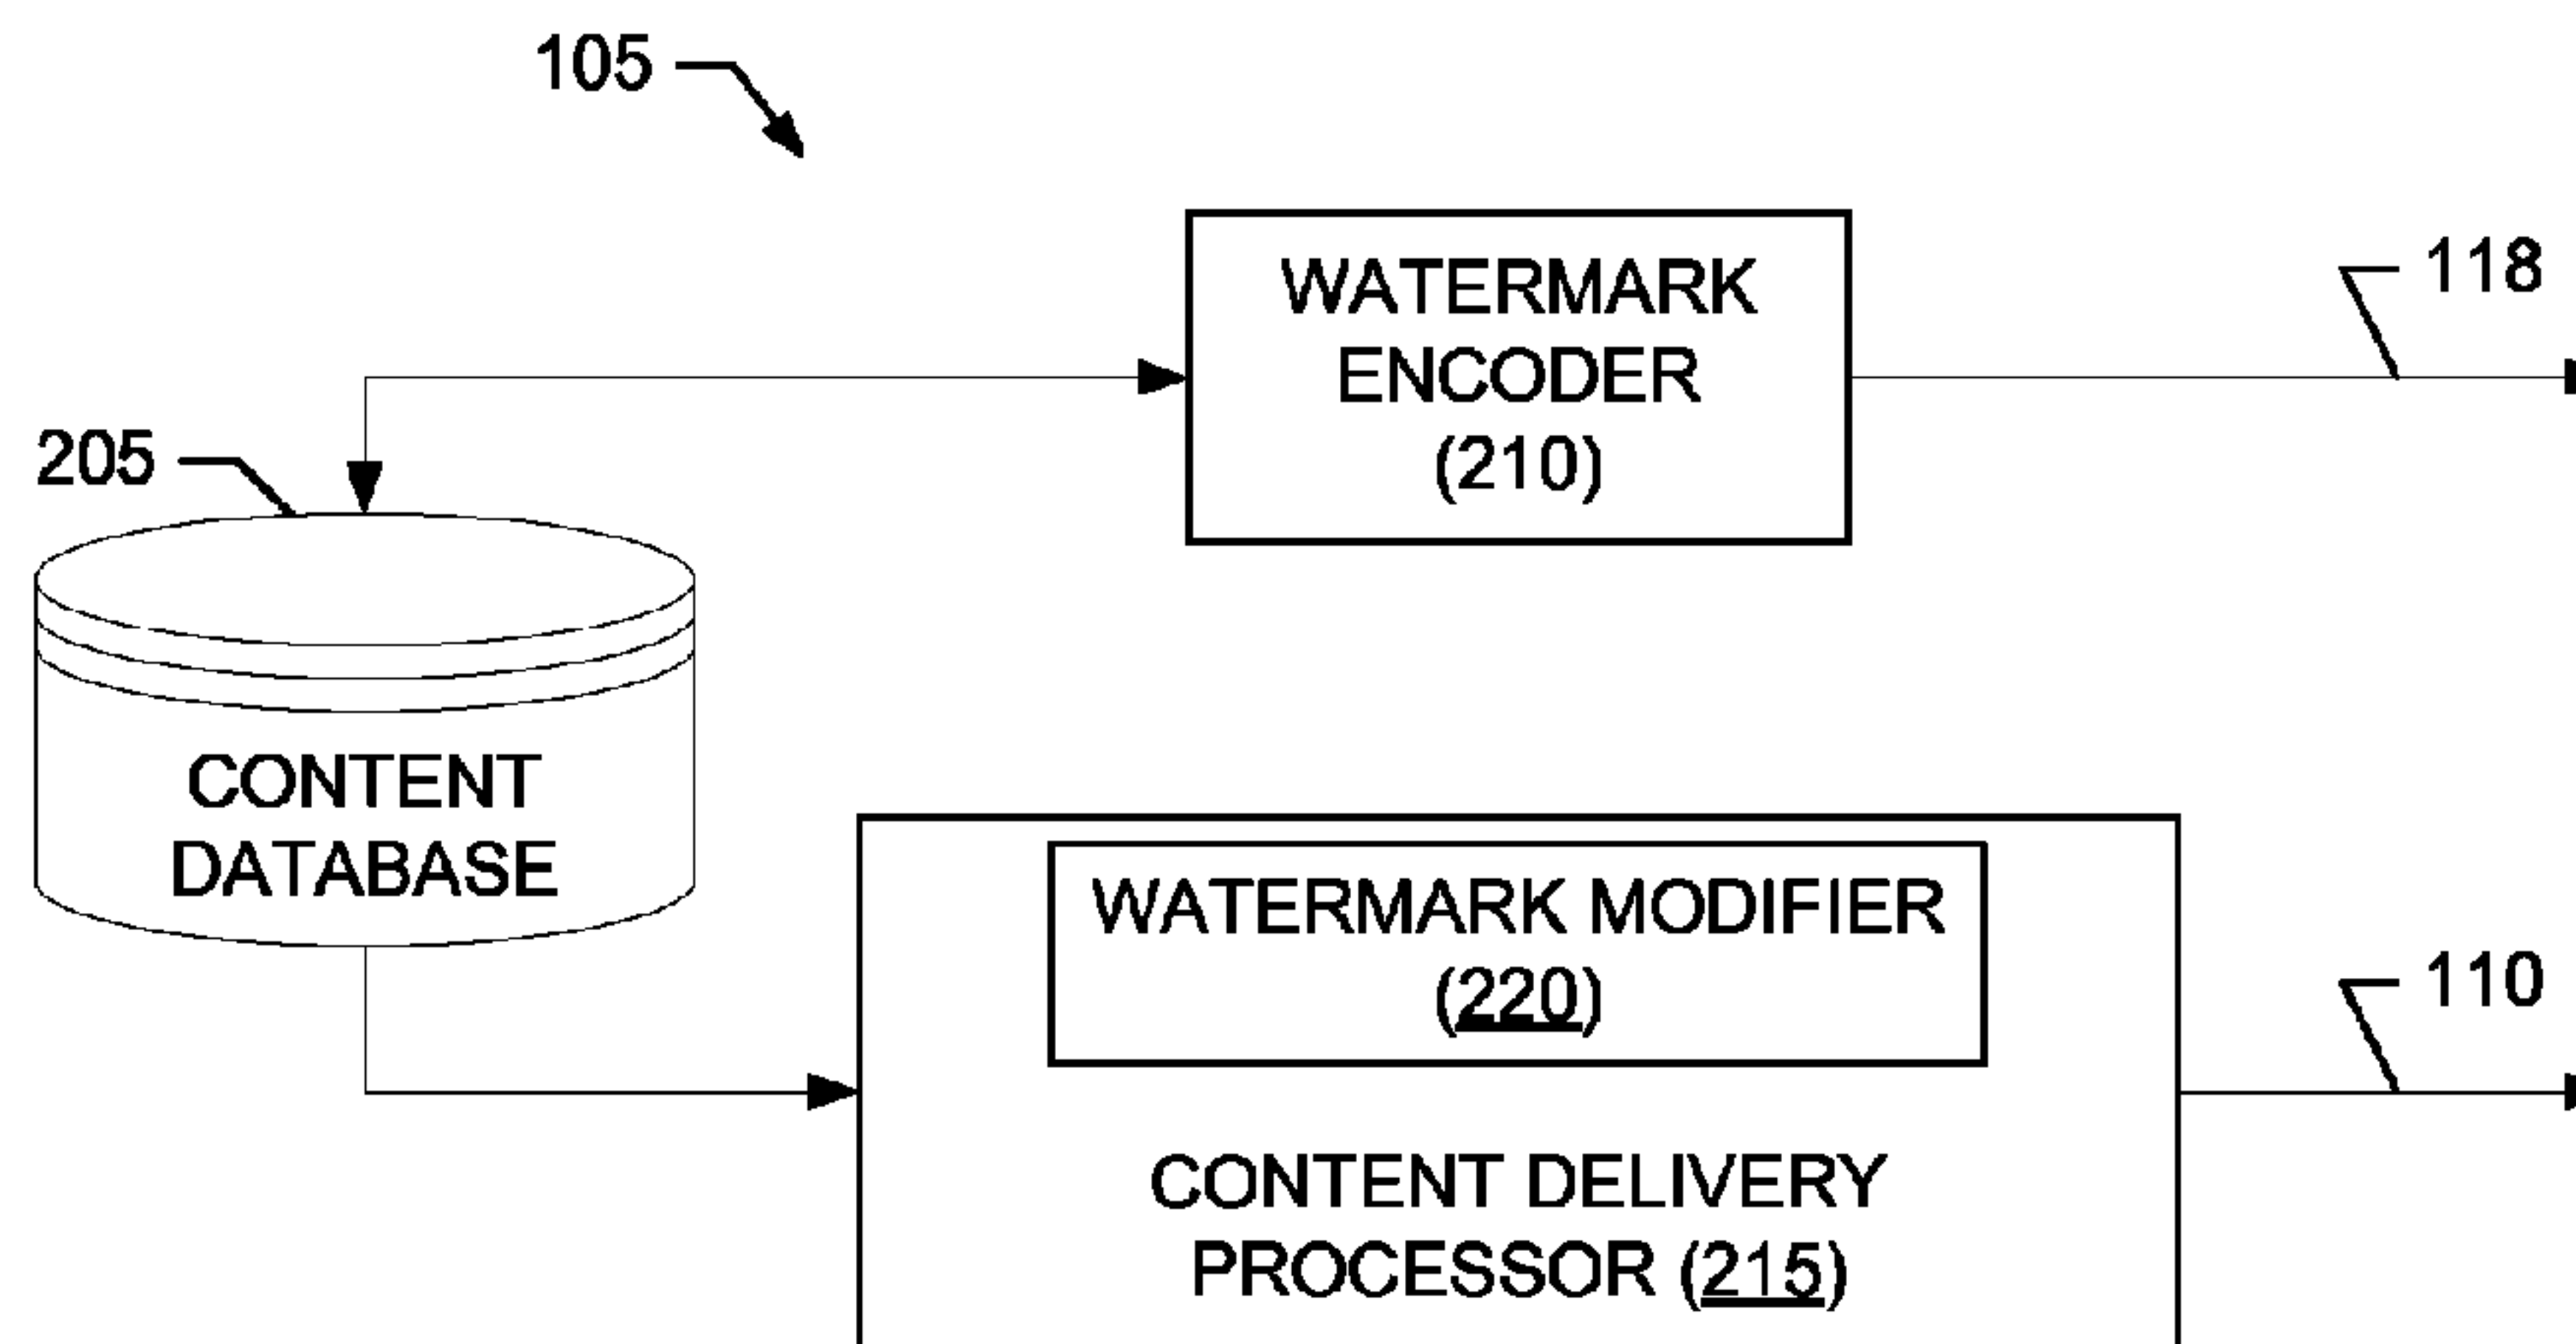 105
WATERMARK
ENCODER
(210)
118
205
CONTENT
DATABASE
WATERMARK MODIFIER
(220)
110
CONTENT DELIVERY
PROCESSOR (215)